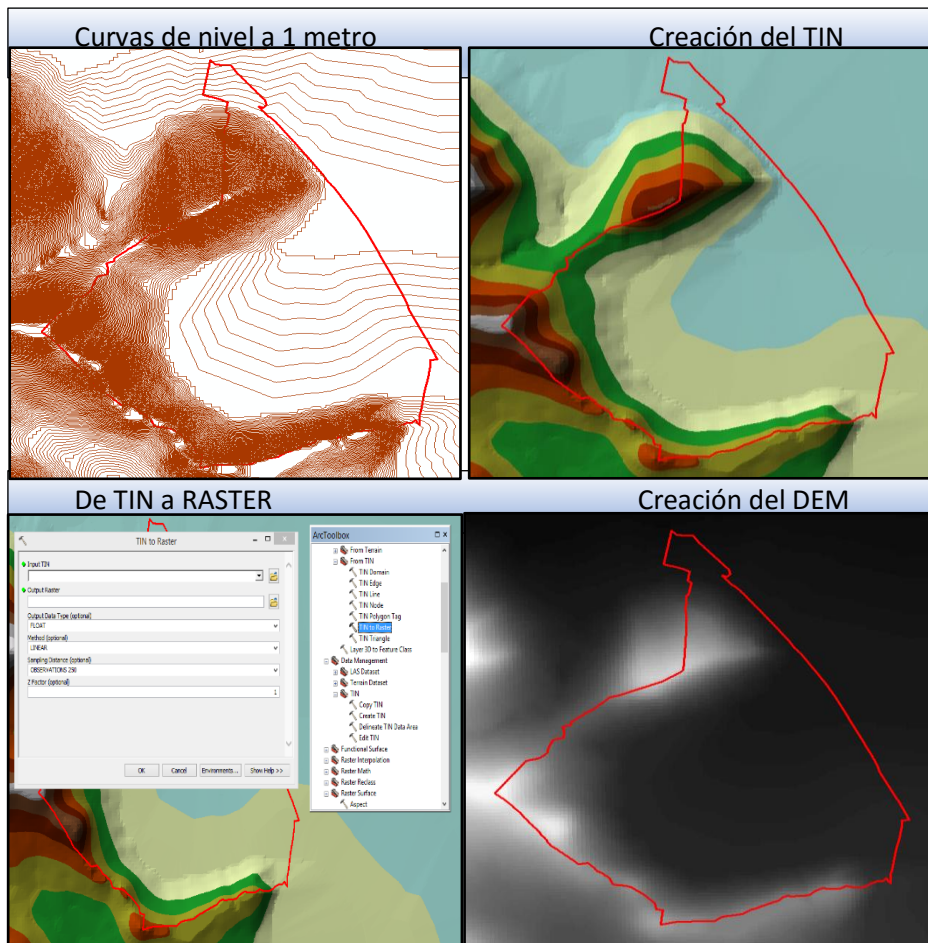 Curvas de nivel a 1 metro
Creación del TIN
De TIN a RASTER
Creación del DEM
TIN to Raster
Input TIN
Output Raster
Output Data Type (optional)
FLOAT
Method (optional)
LINEAR
Sampling Distance (optional)
OBSERVATIONS 250
Z Factor (optional)
1
OK
Cancel
Environments...
Show Help >>
ArcToolbox
From Terrain
From TIN
TIN Domain
TIN Edge
TIN Line
TIN Node
TIN Polygon Tag
TIN to Raster
TIN Triangle
Layer 3D to Feature Class
Data Management
LAS Dataset
Terrain Dataset
TIN
Copy TIN
Create TIN
Delineate TIN Data Area
Edit TIN
Functional Surface
Raster Interpolation
Raster Math
Raster Reclass
Raster Surface
Aspect